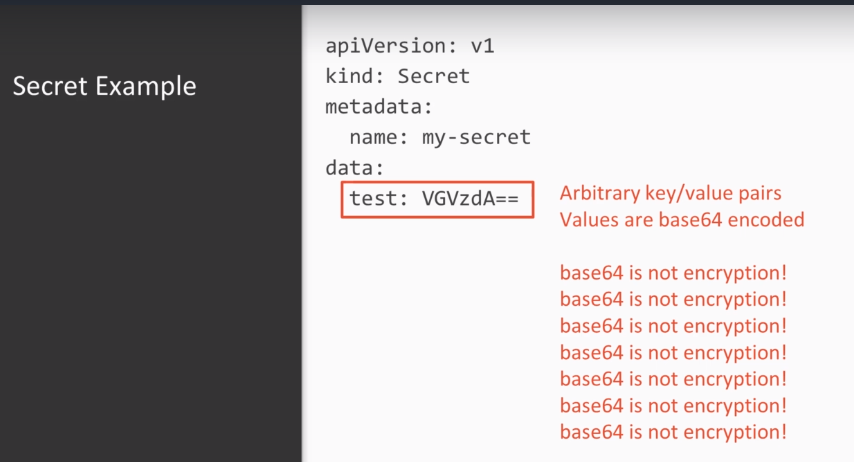 Secret Example
apiVersion: v1
kind: Secret
metadata:
  name: my-secret
data:
  test: VGVzdA==
Arbitrary key/value pairs
Values are base64 encoded
base64 is not encryption!
base64 is not encryption!
base64 is not encryption!
base64 is not encryption!
base64 is not encryption!
base64 is not encryption!
base64 is not encryption!